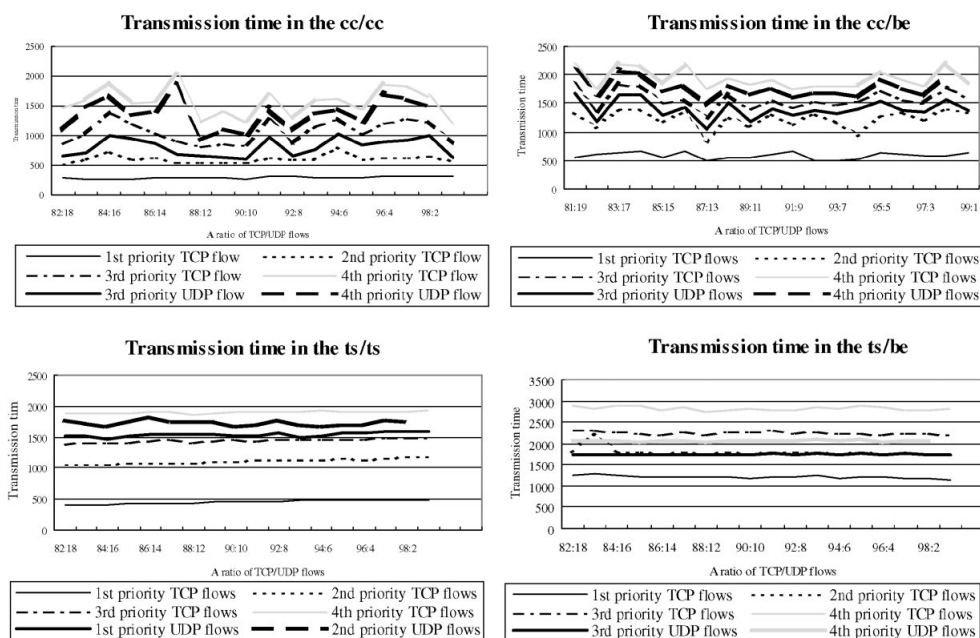 Transmission time in the cc/cc
2500
2000
1500
1000
500
0
Transmission time
82:18 84:16 86:14 88:12 90:10 92:8 94:6 96:4 98:2
A ratio of TCP/UDP flows
1st priority TCP flow 2nd priority TCP flow
3rd priority TCP flow 4th priority TCP flow
3rd priority UDP flow 4th priority UDP flow
Transmission time in the cc/be
2500
2000
1500
1000
500
0
Transmission time
81:19 83:17 85:15 87:13 89:11 91:9 93:7 95:5 97:3 99:1
A ratio of TCP/UDP flows
1st priority TCP flows 2nd priority TCP flows
3rd priority TCP flows 4th priority TCP flows
3rd priority UDP flows 4th priority UDP flows
Transmission time in the ts/ts
2500
2000
1500
1000
500
0
Transmission tim
82:18 84:16 86:14 88:12 90:10 92:8 94:6 96:4 98:2
A ratio of TCP/UDP flows
1st priority TCP flows 2nd priority TCP flows
3rd priority TCP flows 4th priority TCP flows
1st priority UDP flows 2nd priority UDP flows
Transmission time in the ts/be
3500
3000
2500
2000
1500
1000
500
0
Transmission time
82:18 84:16 86:14 88:12 90:10 92:8 94:6 96:4 98:2
A ratio of TCP/UDP flows
1st priority TCP flows 2nd priority TCP flows
3rd priority TCP flows 4th priority TCP flows
3rd priority UDP flows 4th priority UDP flows